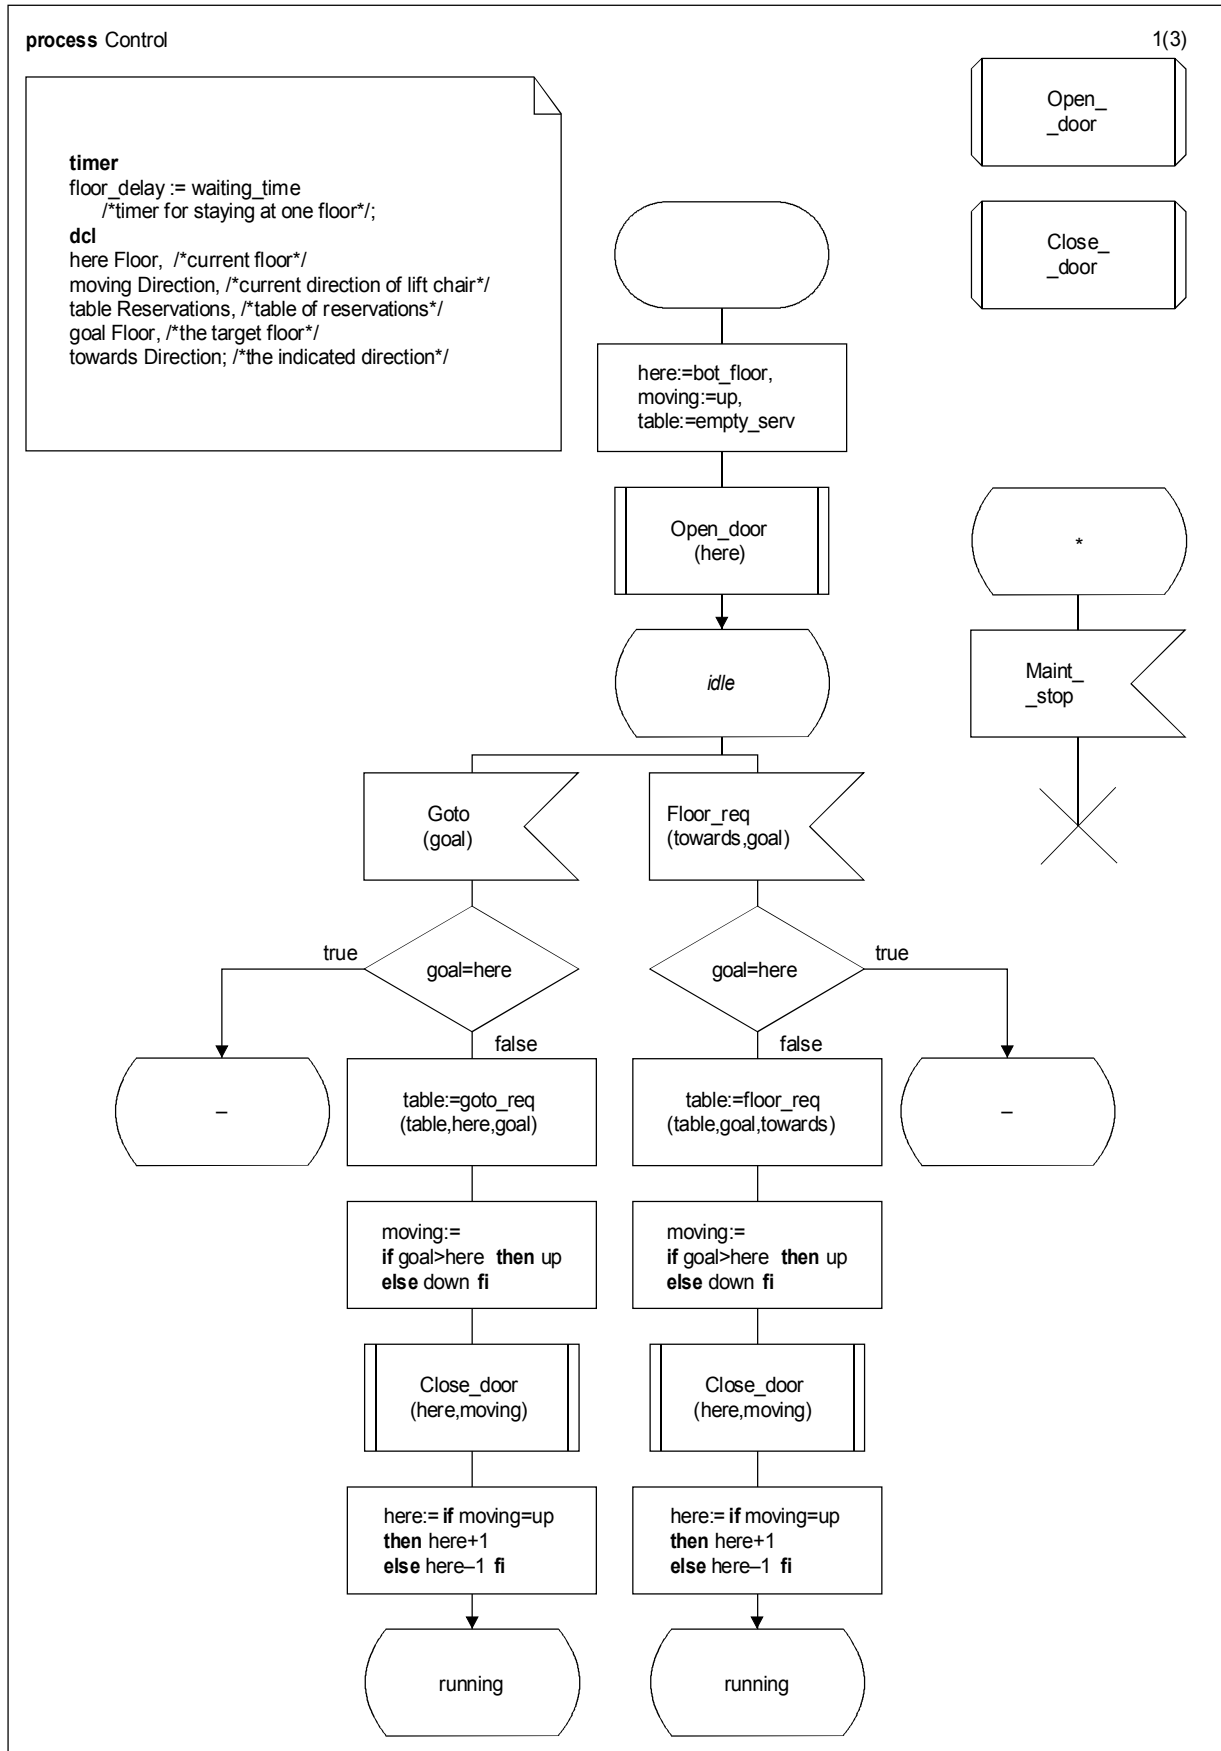 process Control
1(3)
timer
floor_delay := waiting_time
/*timer for staying at one floor*/;
dcl
here Floor, /*current floor*/
moving Direction, /*current direction of lift chair*/
table Reservations, /*table of reservations*/
goal Floor, /*the target floor*/
towards Direction; /*the indicated direction*/
Open_
_door
Close_
_door
here:=bot_floor,
moving:=up,
table:=empty_serv
Open_door
(here)
*
idle
Maint_
_stop
Goto
(goal)
Floor_req
(towards,goal)
true
goal=here
goal=here
true
false
false
–
table:=goto_req
(table,here,goal)
table:=floor_req
(table,goal,towards)
–
moving:=
if goal>here then up
else down fi
moving:=
if goal>here then up
else down fi
Close_door
(here,moving)
Close_door
(here,moving)
here:= if moving=up
then here+1
else here–1 fi
here:= if moving=up
then here+1
else here–1 fi
running
running